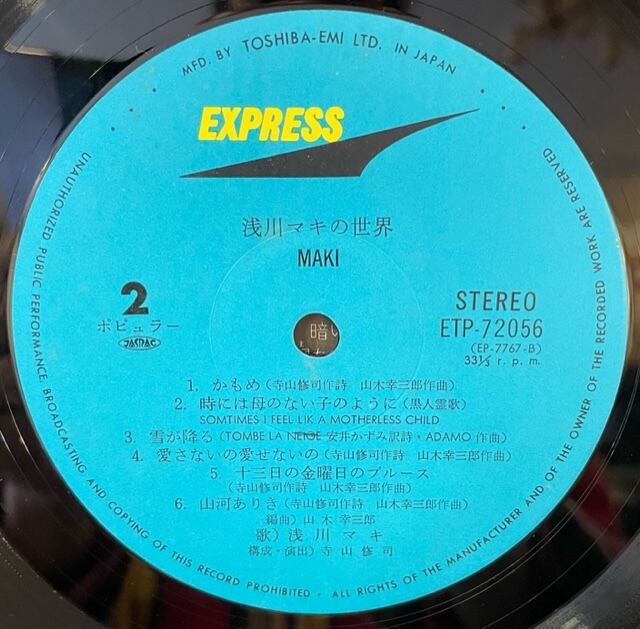 MFD. BY TOSHIBA-EMI LTD. IN JAPAN
EXPRESS
浅川マキの世界
MAKI
2
ポピュラー
JASRAC
STEREO
ETP-72056
(EP-7767-B)
33⅓ r. p. m.
暗い
1. かもめ(寺山修司作詩 山木幸三郎作曲)
2. 時には母のない子のように(黒人霊歌)
SOMTIMES I FEEL LIK A MOTHERLESS CHILD
3. 雪が降る(TOMBE LA NEIGE 安井かずみ訳詩・ADAMO 作曲)
4. 愛さないの愛せないの(寺山修司作詩 山木幸三郎作曲)
5. 十三日の金曜日のブルース
(寺山修司作詩 山木幸三郎作曲)
6. 山河ありき(寺山修司作詩 山木幸三郎作曲)
編曲) 山木幸三郎
歌) 浅川マキ
構成・演出) 寺山修司
UNAUTHORIZED PUBLIC PERFORMANCE BROADCASTING AND COPYING OF THIS RECORD PROHIBITED • ALL RIGHTS OF THE MANUFACTURER AND OF THE OWNER OF THE RECORDED WORK ARE RESERVED